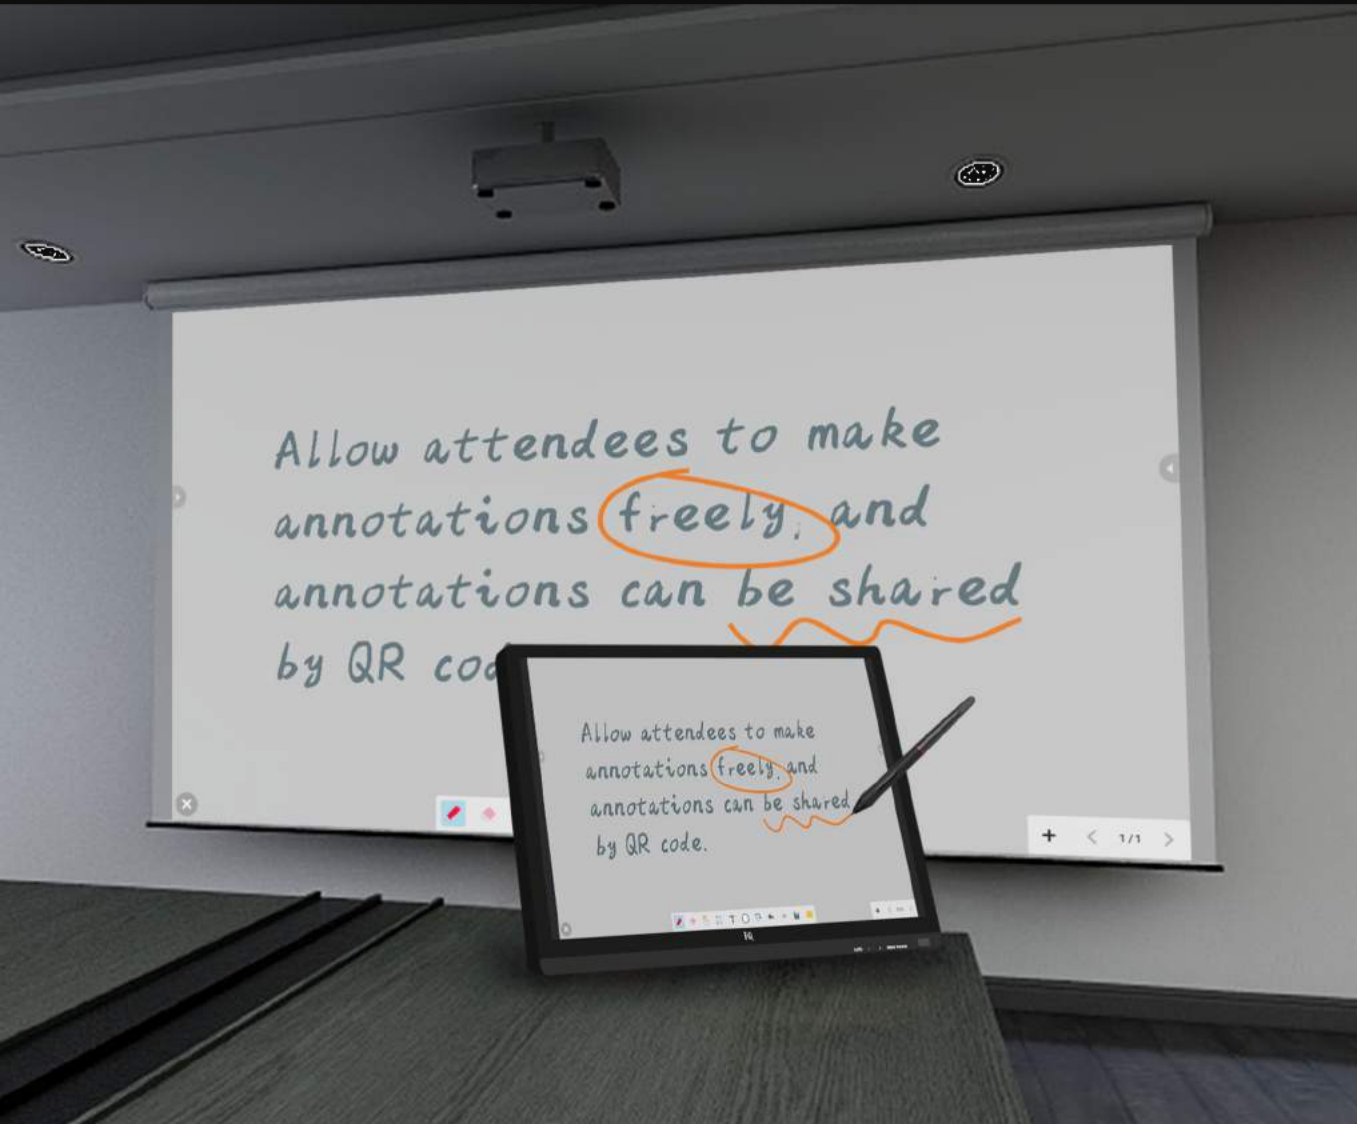 Allow attendees to make
annotations freely, and
annotations can be shared
by QR
1/1
Allow attendees to make
annotations freely, and
annotations can be shared
by QR code.